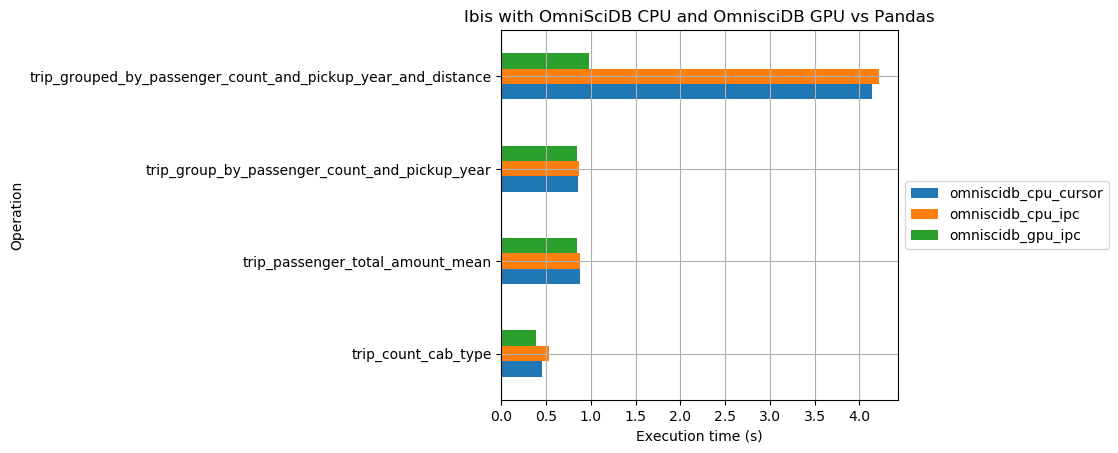 Ibis with OmniSciDB CPU and OmnisciDB GPU vs Pandas
trip_grouped_by_passenger_count_and_pickup_year_and_distance
trip_group_by_passenger_count_and_pickup_year
trip_passenger_total_amount_mean
trip_count_cab_type
Operation
0.0 0.5 1.0 1.5 2.0 2.5 3.0 3.5 4.0
Execution time (s)
omniscidb_cpu_cursor
omniscidb_cpu_ipc
omniscidb_gpu_ipc